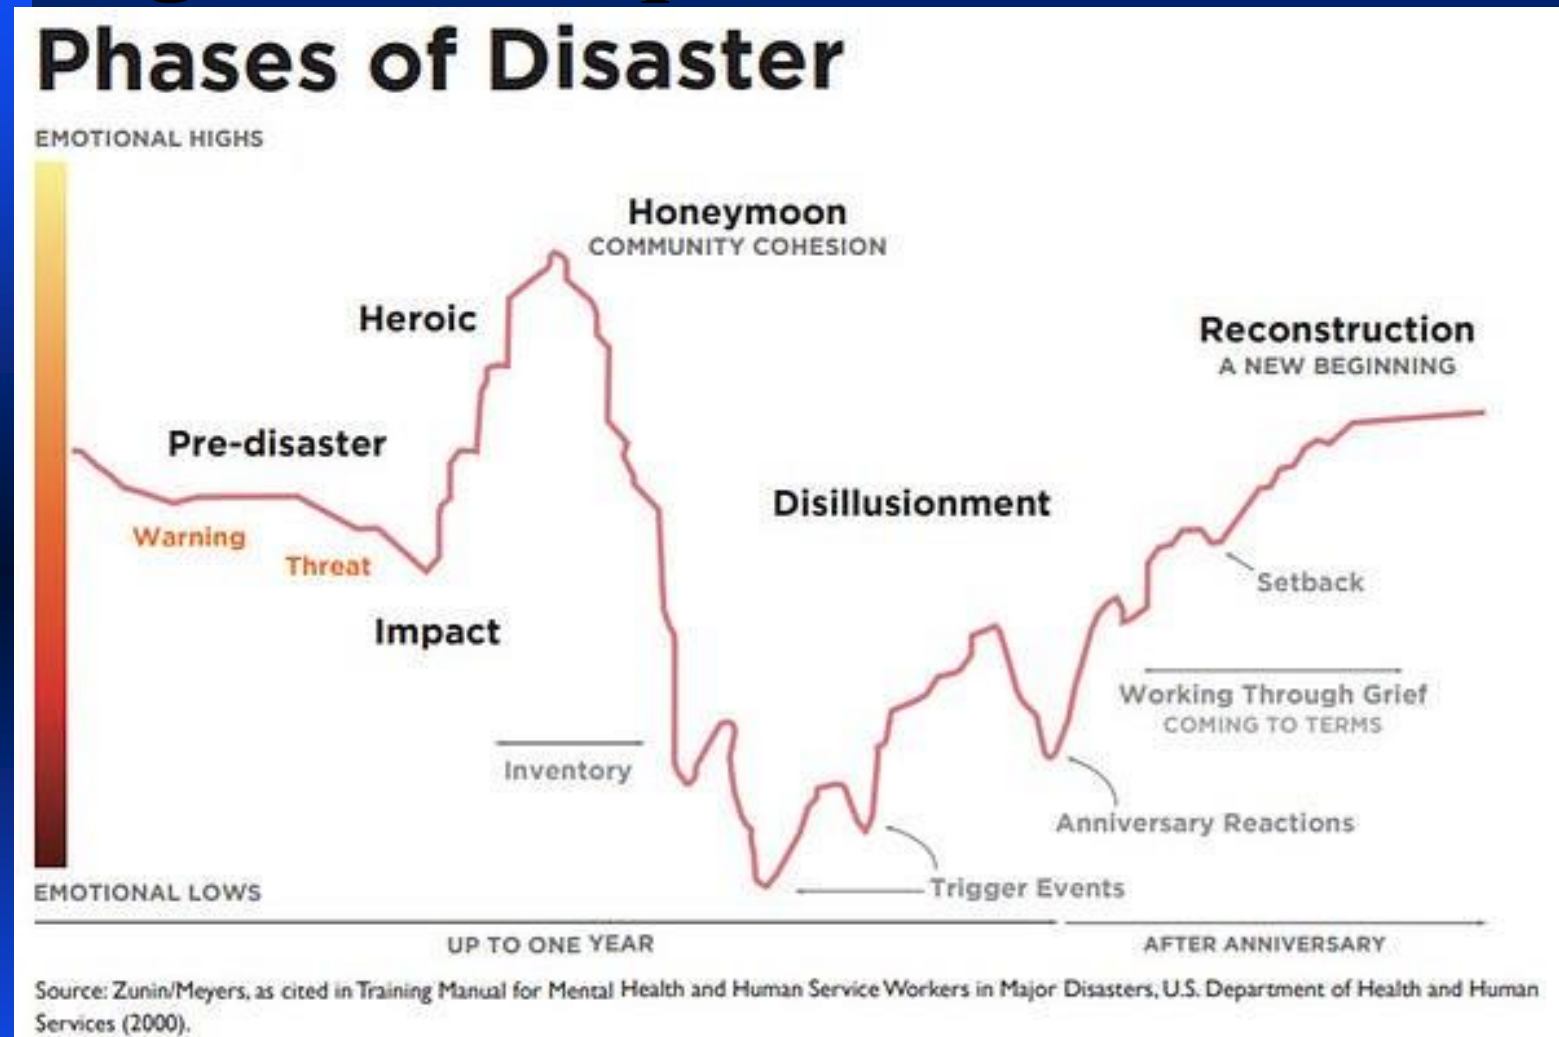 Phases of Disaster
EMOTIONAL HIGHS
Honeymoon
COMMUNITY COHESION
Heroic
Reconstruction
A NEW BEGINNING
Pre-disaster
Disillusionment
Warning
Threat
Setback
Impact
Working Through Grief
COMING TO TERMS
Inventory
Anniversary Reactions
Trigger Events
EMOTIONAL LOWS
UP TO ONE YEAR
AFTER ANNIVERSARY
Source: Zunin/Meyers, as cited in Training Manual for Mental Health and Human Service Workers in Major Disasters, U.S. Department of Health and Human
Services (2000).